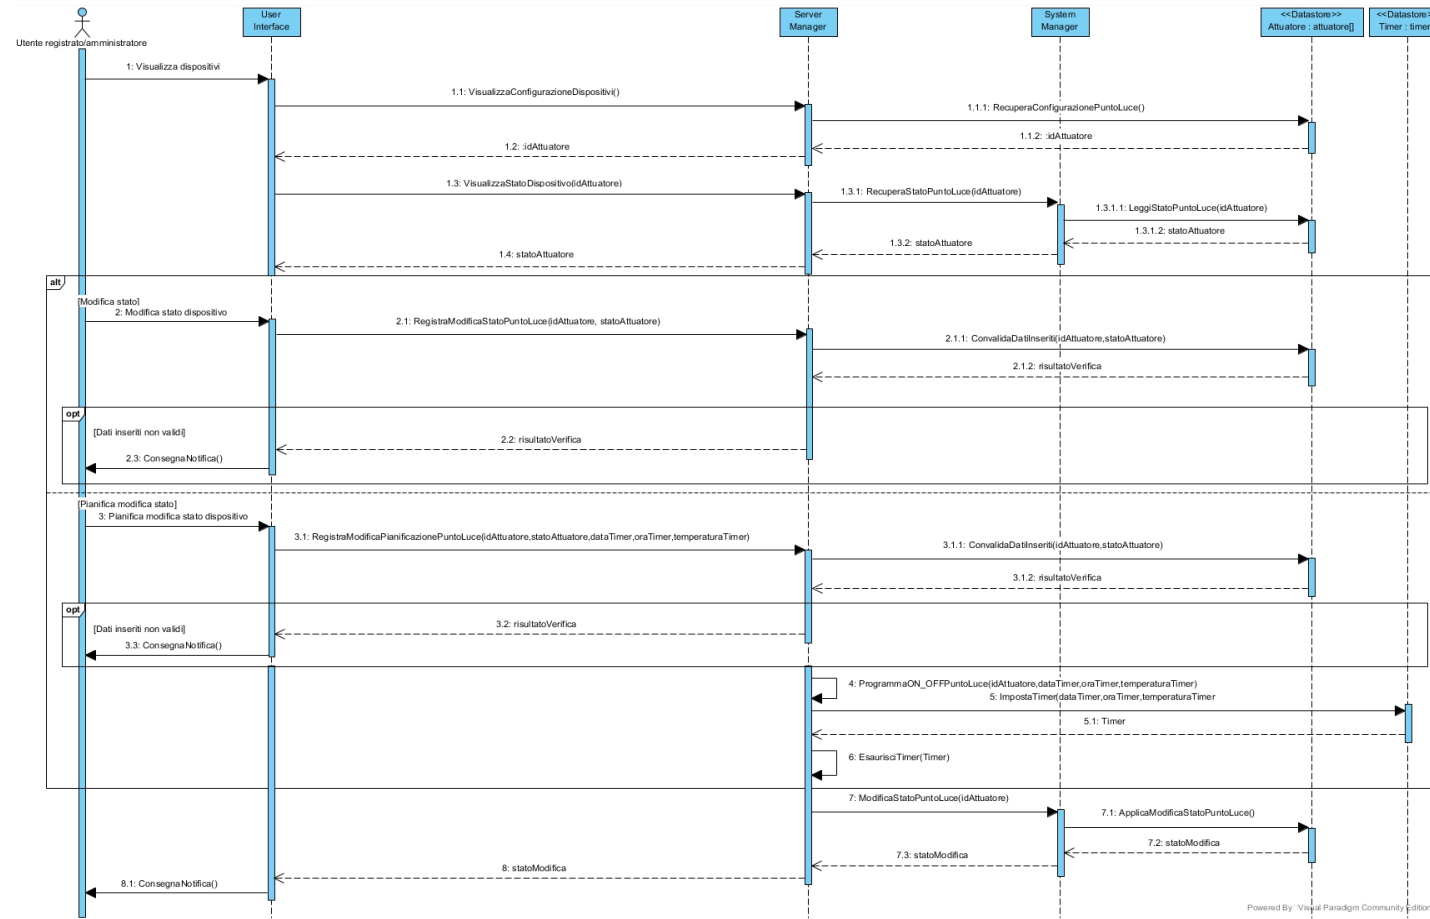 User
Interface
Server
Manager
System
Manager
<<Datastore>>
Attuatore : attuatore[]
<<Datastore>
Timer : timer
Utente registrato/amministratore
1: Visualizza dispositivi
1.1: VisualizzaConfigurazioneDispositivi()
1.1.1: RecuperaConfigurazionePuntoLuce()
1.1.2: :idAttuatore
1.2: :idAttuatore
1.3: VisualizzaStatoDispositivo(idAttuatore)
1.3.1: RecuperaStatoPuntoLuce(idAttuatore)
1.3.1.1: LeggiStatoPuntoLuce(idAttuatore)
1.3.1.2: statoAttuatore
1.3.2: statoAttuatore
1.4: statoAttuatore
alt
[Modifica stato]
2: Modifica stato dispositivo
2.1: RegistraModificaStatoPuntoLuce(idAttuatore, statoAttuatore)
2.1.1: ConvalidaDatiInseriti(idAttuatore,statoAttuatore)
2.1.2: risultatoVerifica
opt
[Dati inseriti non validi]
2.2: risultatoVerifica
2.3: ConsegnaNotifica()
[Pianifica modifica stato]
3: Pianifica modifica stato dispositivo
3.1: RegistraModificaPianificazionePuntoLuce(idAttuatore,statoAttuatore,dataTimer,oraTimer,temperaturaTimer)
3.1.1: ConvalidaDatiInseriti(idAttuatore,statoAttuatore)
3.1.2: risultatoVerifica
opt
[Dati inseriti non validi]
3.2: risultatoVerifica
3.3: ConsegnaNotifica()
4: ProgrammaON_OFFPuntoLuce(idAttuatore,dataTimer,oraTimer,temperaturaTimer)
5: ImpostaTimer(dataTimer,oraTimer,temperaturaTimer
5.1: Timer
6: EsaurisciTimer(Timer)
7: ModificaStatoPuntoLuce(idAttuatore)
7.1: ApplicaModificaStatoPuntoLuce()
7.2: statoModifica
7.3: statoModifica
8: statoModifica
8.1: ConsegnaNotifica()
Powered By Visual Paradigm Community Edition